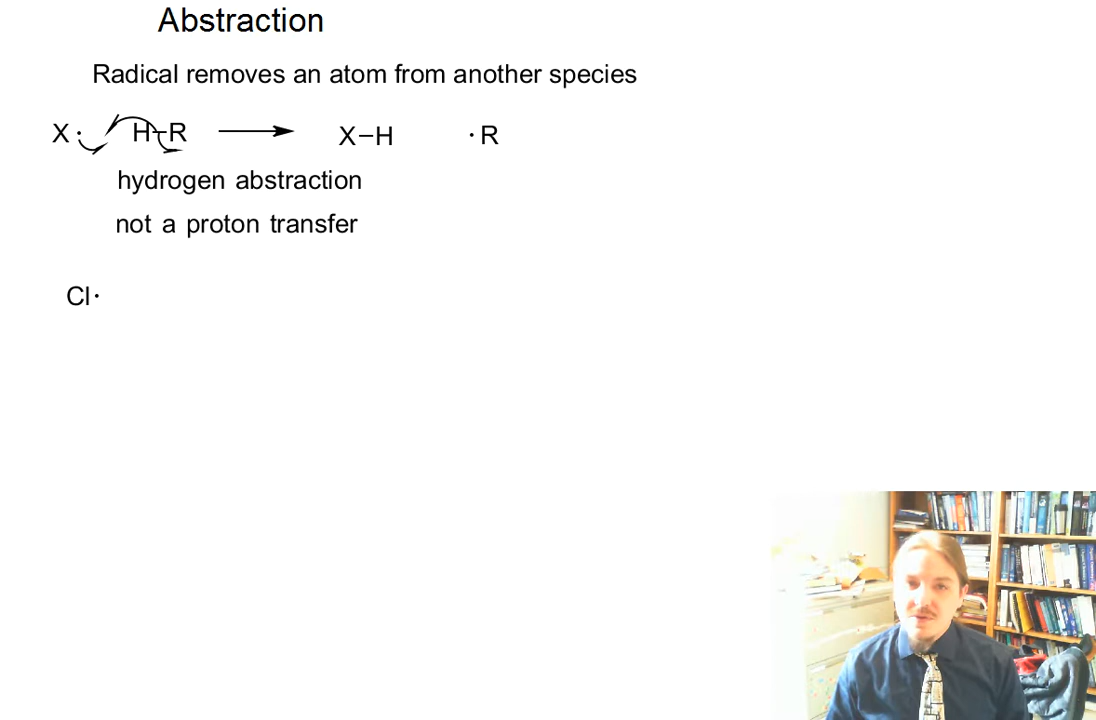 Abstraction
Radical removes an atom from another species
X· H–R → X–H ·R
hydrogen abstraction
not a proton transfer
Cl·